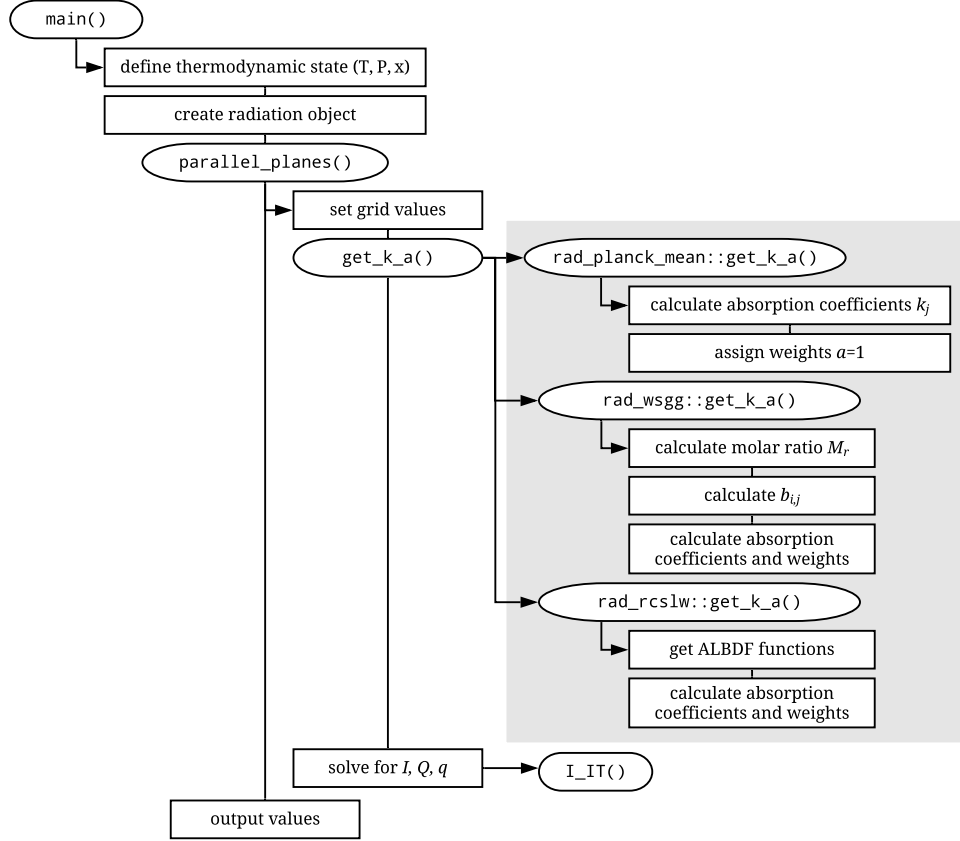 main()
define thermodynamic state (T, P, x)
create radiation object
parallel_planes()
set grid values
get_k_a()
rad_planck_mean::get_k_a()
calculate absorption coefficients kj
assign weights a=1
rad_wsgg::get_k_a()
calculate molar ratio Mr
calculate bi,j
calculate absorption
coefficients and weights
rad_rcslw::get_k_a()
get ALBDF functions
calculate absorption
coefficients and weights
solve for I, Q, q
I_IT()
output values